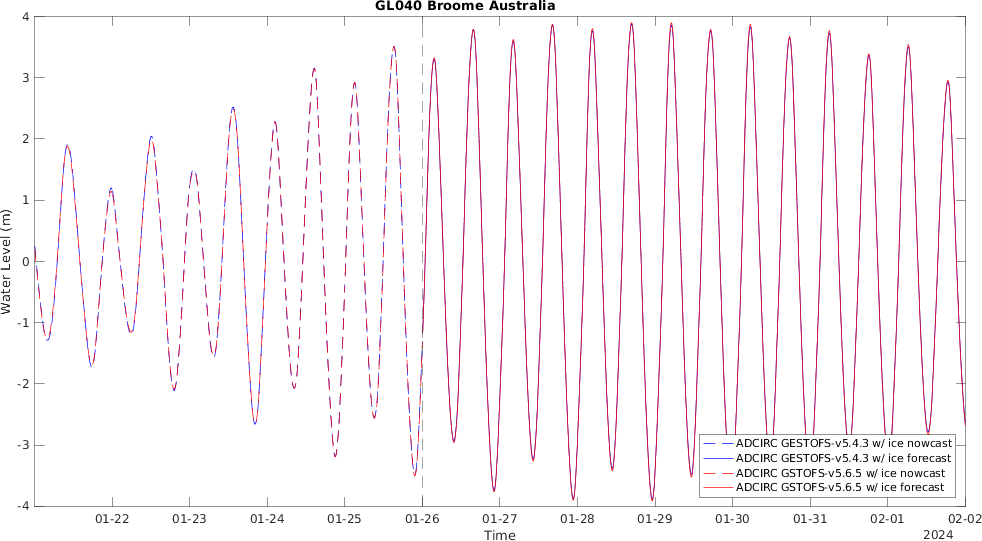 GL040 Broome Australia
4
3
2
1
0
-1
-2
-3
-4
Water Level (m)
ADCIRC GESTOFS-v5.4.3 w/ ice nowcast
ADCIRC GESTOFS-v5.4.3 w/ ice forecast
ADCIRC GSTOFS-v5.6.5 w/ ice nowcast
ADCIRC GSTOFS-v5.6.5 w/ ice forecast
01-22 01-23 01-24 01-25 01-26 01-27 01-28 01-29 01-30 01-31 02-01 02-02
Time
2024